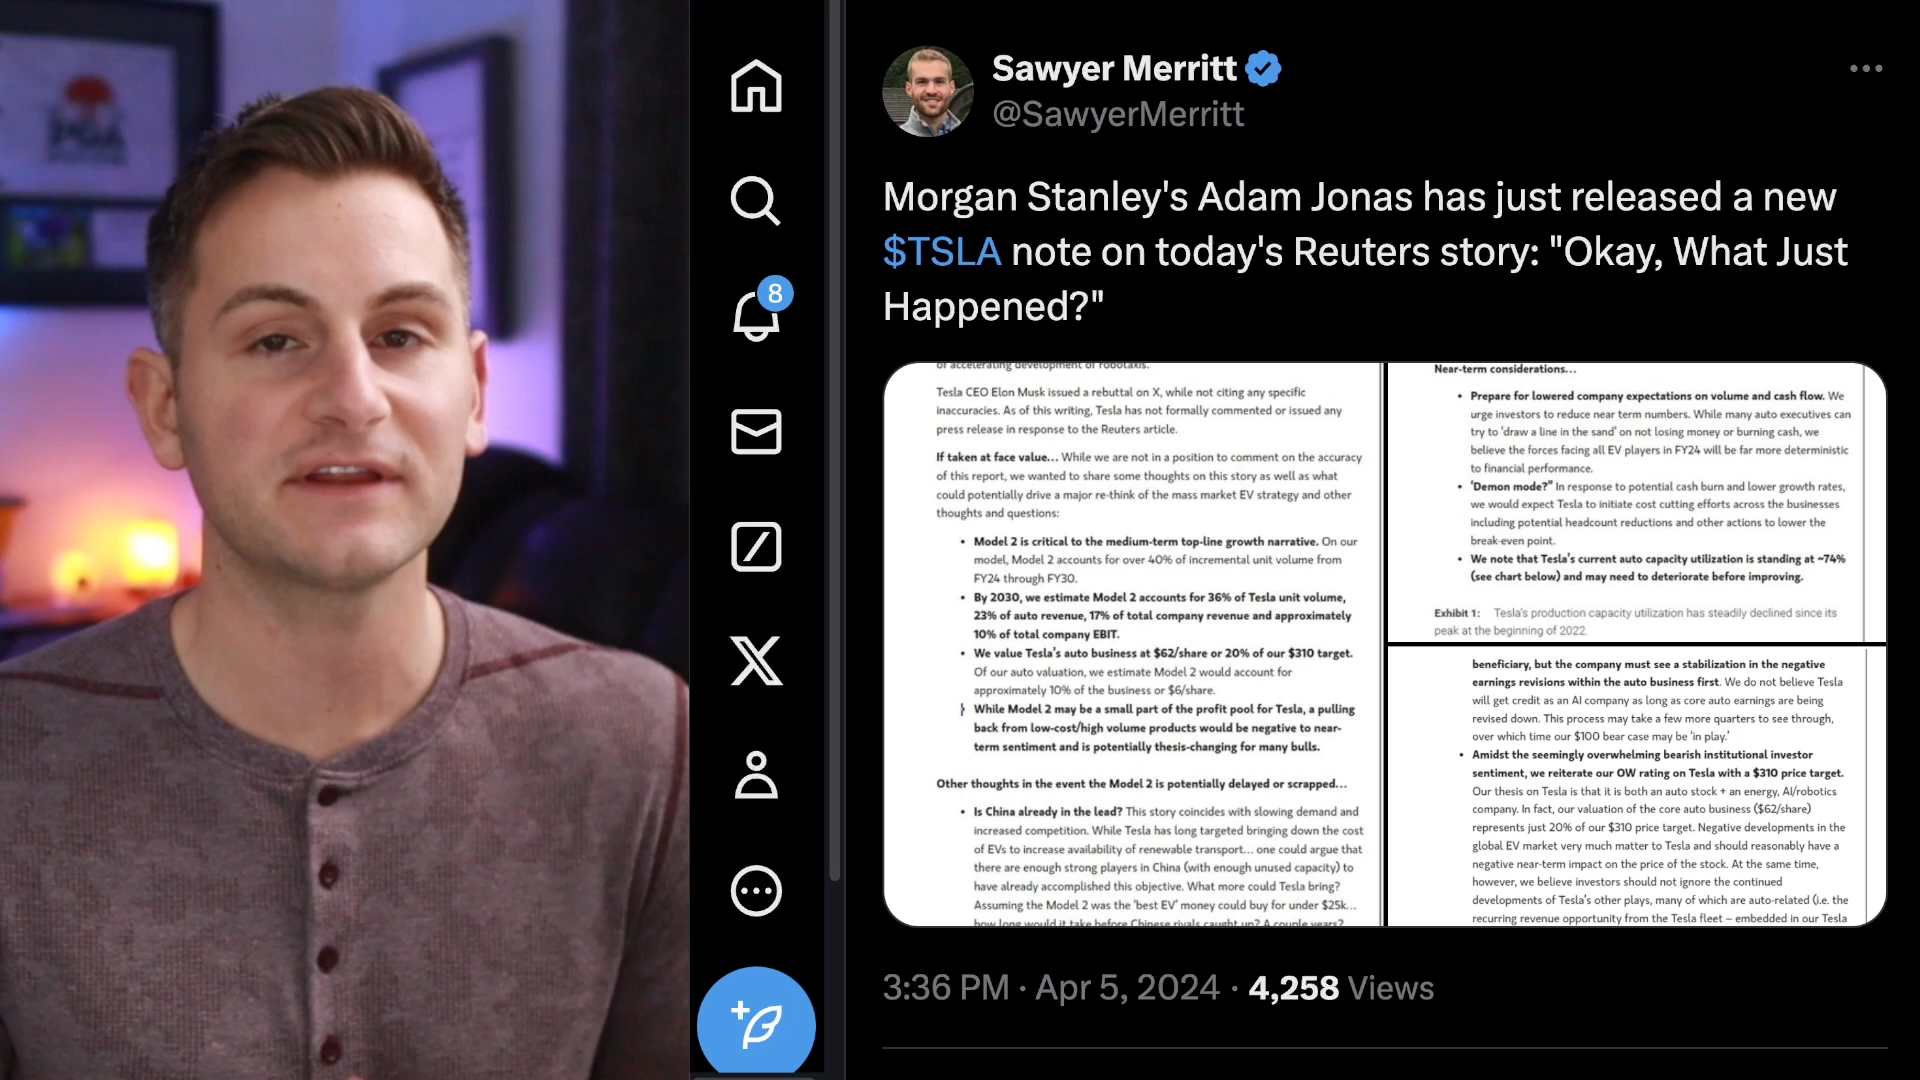 PGA
8
Sawyer Merritt
@SawyerMerritt
Morgan Stanley's Adam Jonas has just released a new
$TSLA note on today's Reuters story: "Okay, What Just
Happened?"
of accelerating development of robotaxis.
Tesla CEO Elon Musk issued a rebuttal on X, while not citing any specific
inaccuracies. As of this writing, Tesla has not formally commented or issued any
press release in response to the Reuters article.
If taken at face value... While we are not in a position to comment on the accuracy
of this report, we wanted to share some thoughts on this story as well as what
could potentially drive a major re-think of the mass market EV strategy and other
thoughts and questions:
• Model 2 is critical to the medium-term top-line growth narrative. On our
model, Model 2 accounts for over 40% of incremental unit volume from
FY24 through FY30.
• By 2030, we estimate Model 2 accounts for 36% of Tesla unit volume,
23% of auto revenue, 17% of total company revenue and approximately
10% of total company EBIT.
• We value Tesla's auto business at $62/share or 20% of our $310 target.
Of our auto valuation, we estimate Model 2 would account for
approximately 10% of the business or $6/share.
While Model 2 may be a small part of the profit pool for Tesla, a pulling
back from low-cost/high volume products would be negative to near-
term sentiment and is potentially thesis-changing for many bulls.
Other thoughts in the event the Model 2 is potentially delayed or scrapped...
• Is China already in the lead? This story coincides with slowing demand and
increased competition. While Tesla has long targeted bringing down the cost
of EVs to increase availability of renewable transport... one could argue that
there are enough strong players in China (with enough unused capacity) to
have already accomplished this objective. What more could Tesla bring?
Assuming the Model 2 was the 'best EV' money could buy for under $25k...
how long would it take before Chinese rivals caught up? A couple years?
Near-term considerations...
• Prepare for lowered company expectations on volume and cash flow. We
urge investors to reduce near term numbers. While many auto executives can
try to 'draw a line in the sand' on not losing money or burning cash, we
believe the forces facing all EV players in FY24 will be far more deterministic
to financial performance.
• 'Demon mode?" In response to potential cash burn and lower growth rates,
we would expect Tesla to initiate cost cutting efforts across the businesses
including potential headcount reductions and other actions to lower the
break-even point.
• We note that Tesla's current auto capacity utilization is standing at ~74%
(see chart below) and may need to deteriorate before improving.
Exhibit 1: Tesla's production capacity utilization has steadily declined since its
peak at the beginning of 2022.
beneficiary, but the company must see a stabilization in the negative
earnings revisions within the auto business first. We do not believe Tesla
will get credit as an AI company as long as core auto earnings are being
revised down. This process may take a few more quarters to see through,
over which time our $100 bear case may be 'in play.'
• Amidst the seemingly overwhelming bearish institutional investor
sentiment, we reiterate our OW rating on Tesla with a $310 price target.
Our thesis on Tesla is that it is both an auto stock + an energy, AI/robotics
company. In fact, our valuation of the core auto business ($62/share)
represents just 20% of our $310 price target. Negative developments in the
global EV market very much matter to Tesla and should reasonably have a
negative near-term impact on the price of the stock. At the same time,
however, we believe investors should not ignore the continued
developments of Tesla's other plays, many of which are auto-related (i.e. the
recurring revenue opportunity from the Tesla fleet – embedded in our Tesla
3:36 PM · Apr 5, 2024 · 4,258 Views